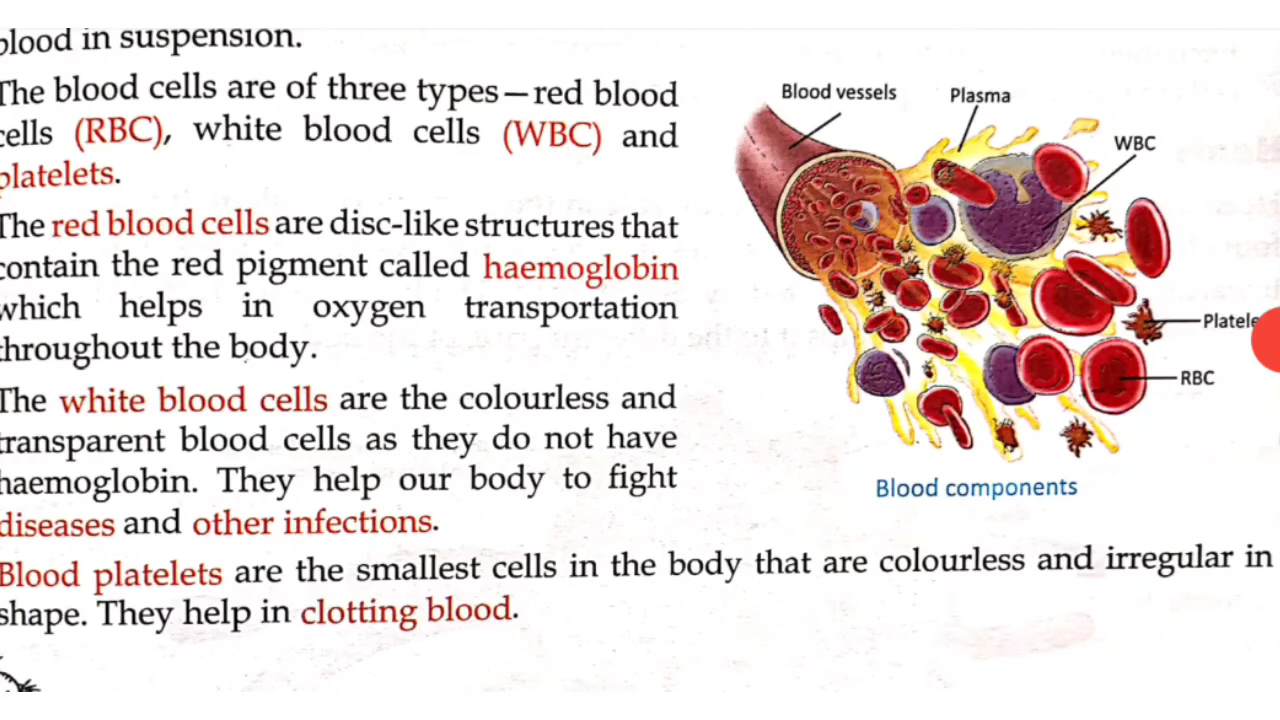 blood in suspension.
The blood cells are of three types—red blood
cells (RBC), white blood cells (WBC) and
platelets.
The red blood cells are disc-like structures that
contain the red pigment called haemoglobin
which helps in oxygen transportation
throughout the body.
The white blood cells are the colourless and
transparent blood cells as they do not have
haemoglobin. They help our body to fight
diseases and other infections.
Blood platelets are the smallest cells in the body that are colourless and irregular in
shape. They help in clotting blood.
Blood vessels
Plasma
WBC
Platele
RBC
Blood components